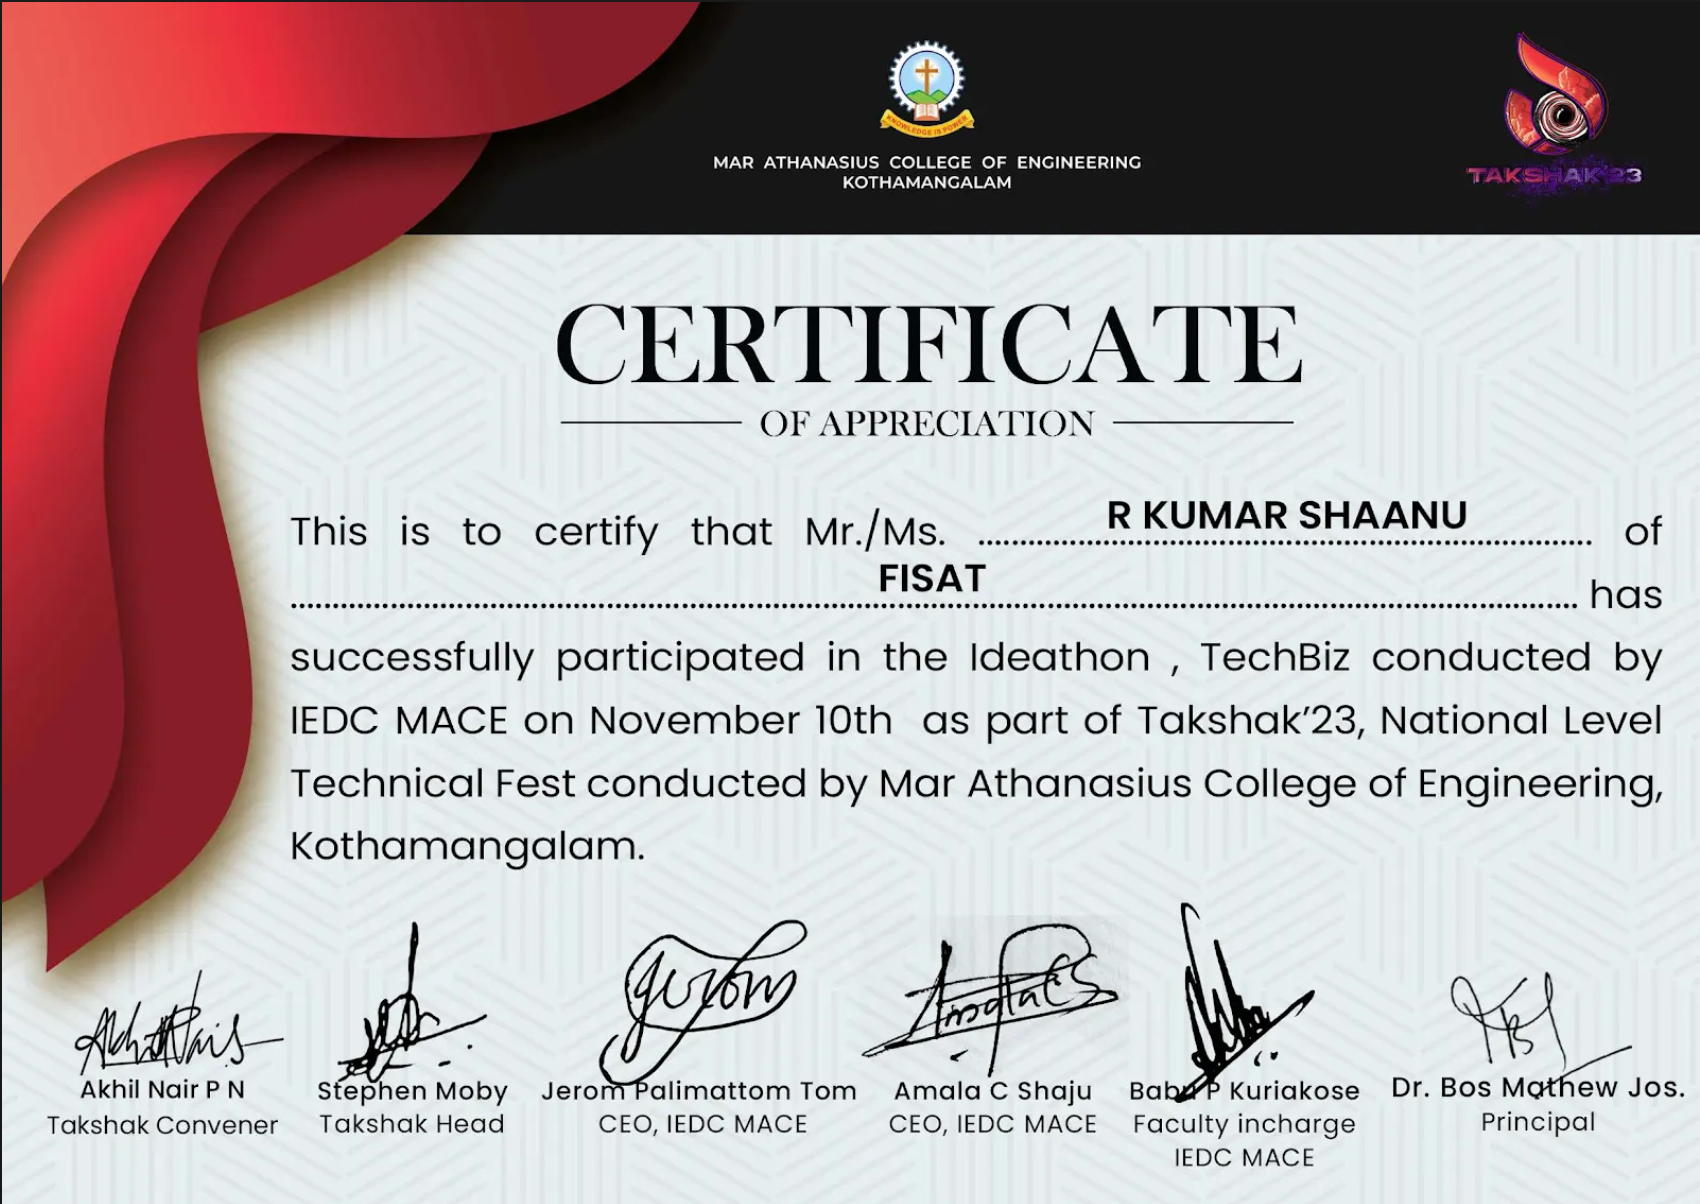 KNOWLEDGE IS POWER
MAR ATHANASIUS COLLEGE OF ENGINEERING
KOTHAMANGALAM
TAKSHAK'23
CERTIFICATE
OF APPRECIATION
This is to certify that Mr./Ms. R KUMAR SHAANU of
FISAT has
successfully participated in the Ideathon , TechBiz conducted by
IEDC MACE on November 10th as part of Takshak’23, National Level
Technical Fest conducted by Mar Athanasius College of Engineering,
Kothamangalam.
Akhil Nair P N
Takshak Convener
Stephen Moby
Takshak Head
Jerom Palimattom Tom
CEO, IEDC MACE
Amala C Shaju
CEO, IEDC MACE
Babu P Kuriakose
Faculty incharge
IEDC MACE
Dr. Bos Mathew Jos.
Principal